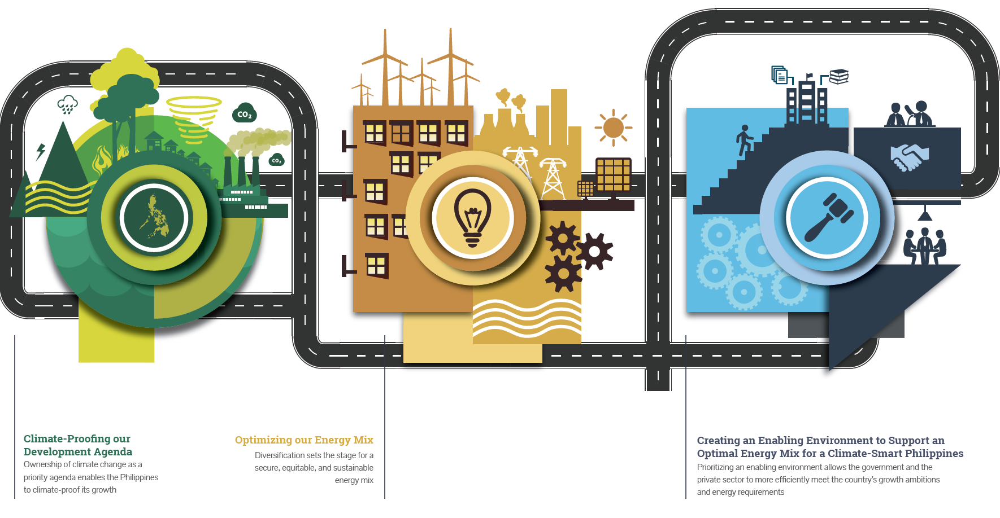 CO₂
CO₂
Climate-Proofing our
Development Agenda
Ownership of climate change as a
priority agenda enables the Philippines
to climate-proof its growth
Optimizing our Energy Mix
Diversification sets the stage for a
secure, equitable, and sustainable
energy mix
Creating an Enabling Environment to Support an
Optimal Energy Mix for a Climate-Smart Philippines
Prioritizing an enabling environment allows the government and the
private sector to more efficiently meet the country's growth ambitions
and energy requirements